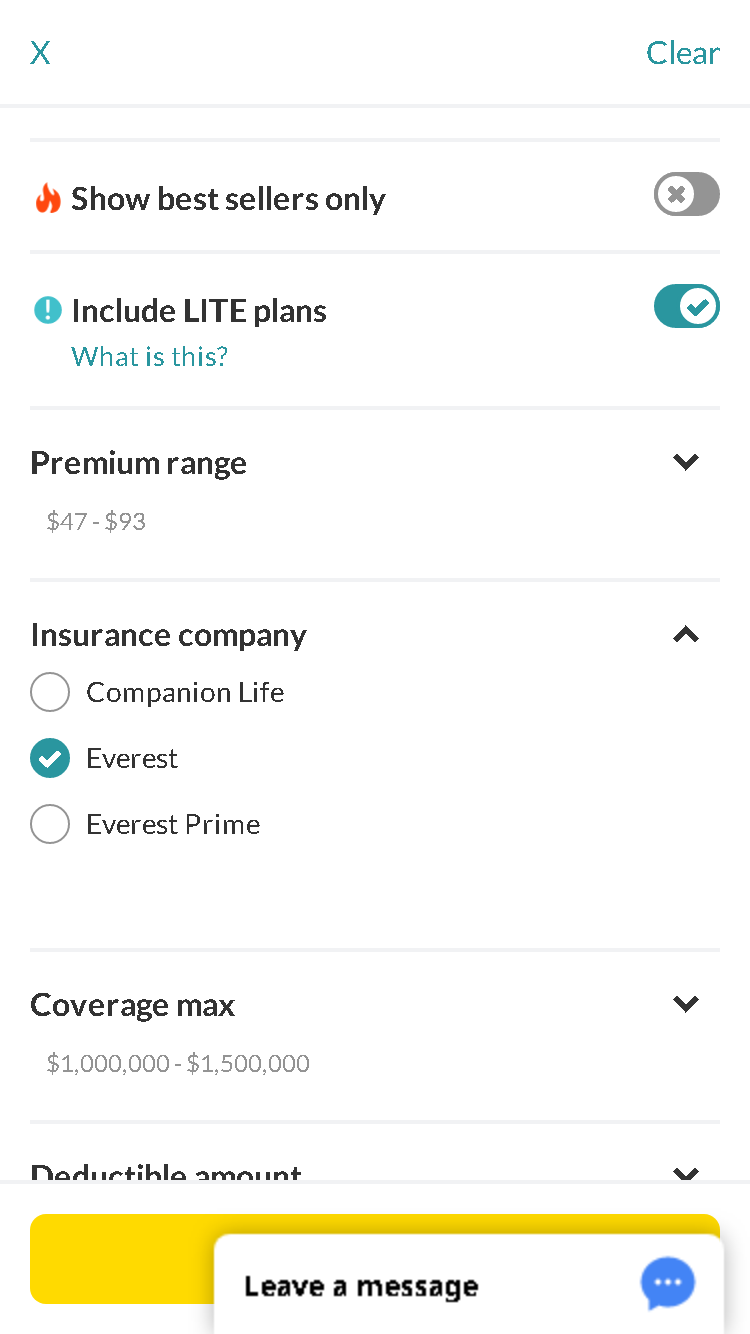 X
Clear
Show best sellers only
Include LITE plans
What is this?
Premium range
$47 - $93
Insurance company
Companion Life
Everest
Everest Prime
Coverage max
$1,000,000 - $1,500,000
Deductible amount
Leave a message